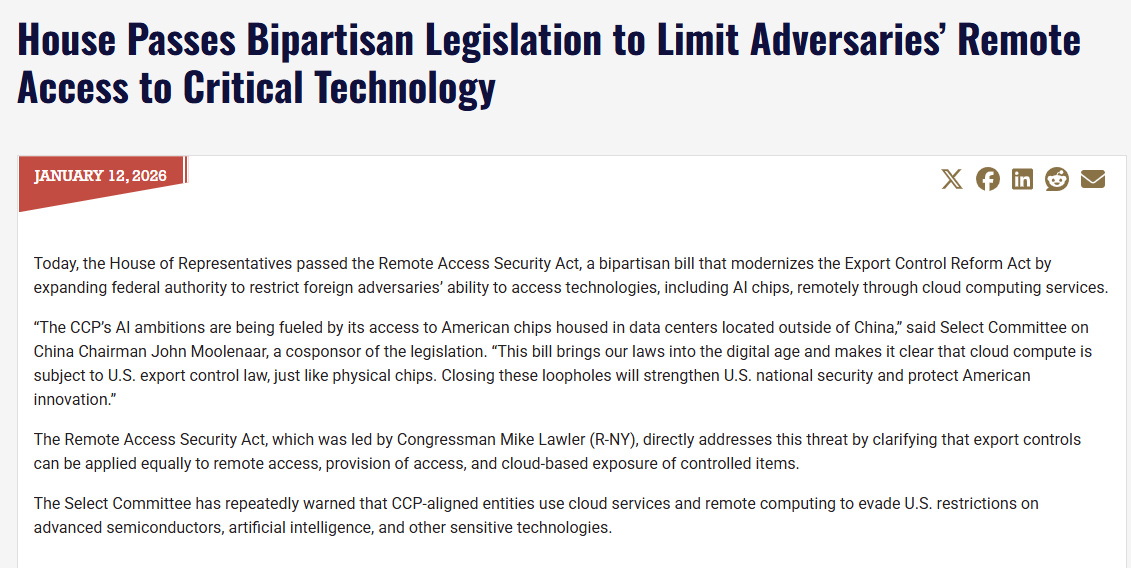 House Passes Bipartisan Legislation to Limit Adversaries’ Remote
Access to Critical Technology
JANUARY 12, 2026
Today, the House of Representatives passed the Remote Access Security Act, a bipartisan bill that modernizes the Export Control Reform Act by
expanding federal authority to restrict foreign adversaries’ ability to access technologies, including AI chips, remotely through cloud computing services.
“The CCP’s AI ambitions are being fueled by its access to American chips housed in data centers located outside of China,” said Select Committee on
China Chairman John Moolenaar, a cosponsor of the legislation. “This bill brings our laws into the digital age and makes it clear that cloud compute is
subject to U.S. export control law, just like physical chips. Closing these loopholes will strengthen U.S. national security and protect American
innovation.”
The Remote Access Security Act, which was led by Congressman Mike Lawler (R-NY), directly addresses this threat by clarifying that export controls
can be applied equally to remote access, provision of access, and cloud-based exposure of controlled items.
The Select Committee has repeatedly warned that CCP-aligned entities use cloud services and remote computing to evade U.S. restrictions on
advanced semiconductors, artificial intelligence, and other sensitive technologies.